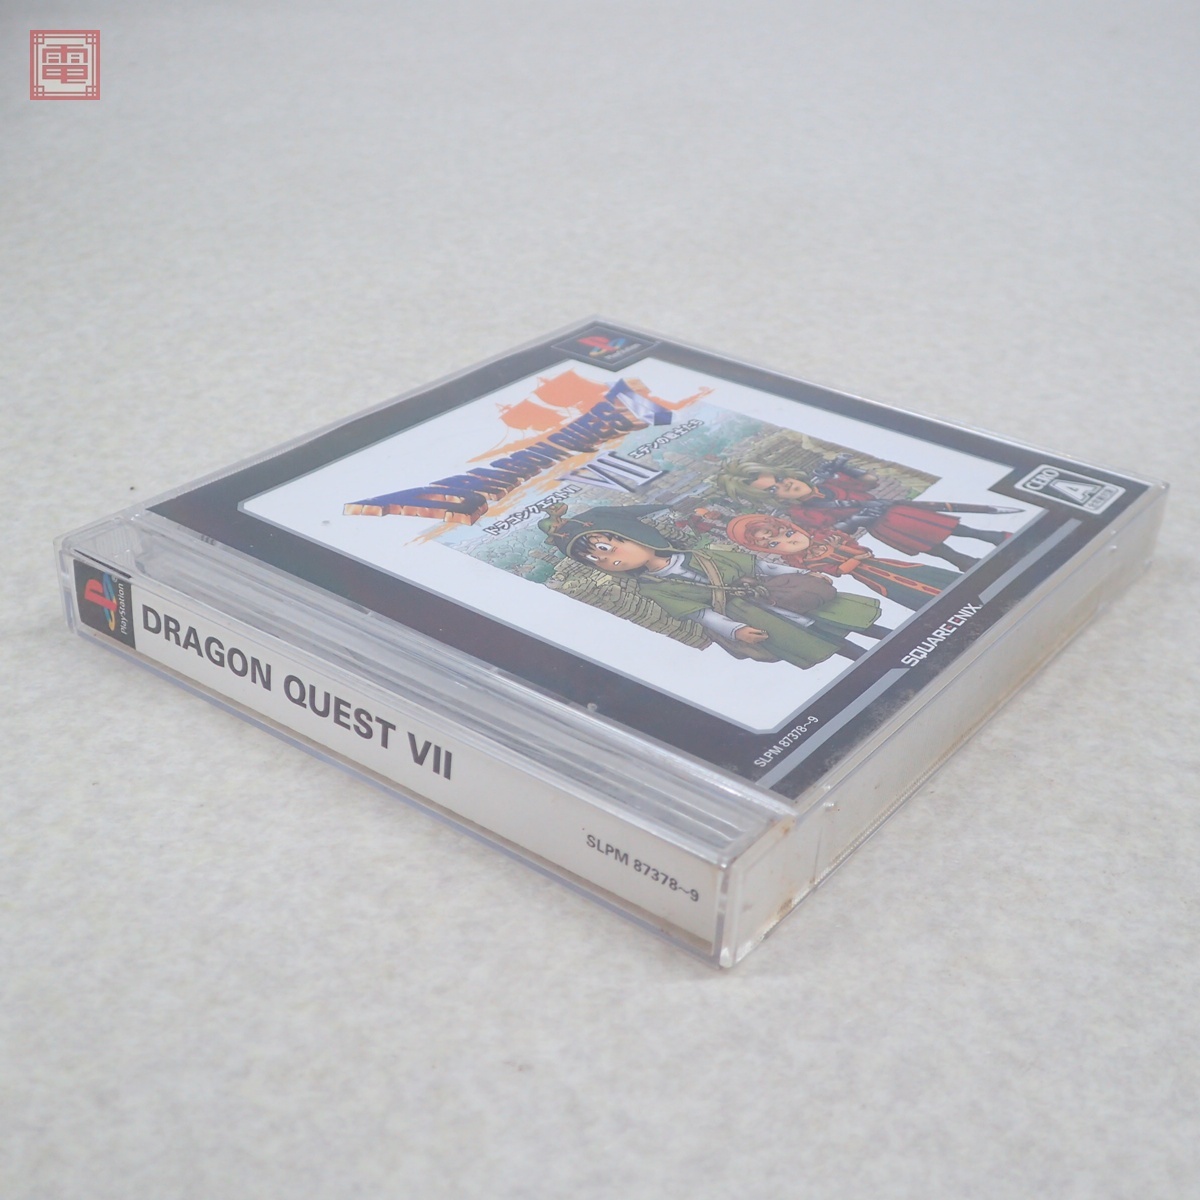 電
PlayStation
DRAGON QUEST
VII
ドラゴンクエストVII
エデンの戦士たち
CERO
A
SQUARE ENIX
SLPM 87378〜9
PlayStation
DRAGON QUEST VII
SLPM 87378〜9